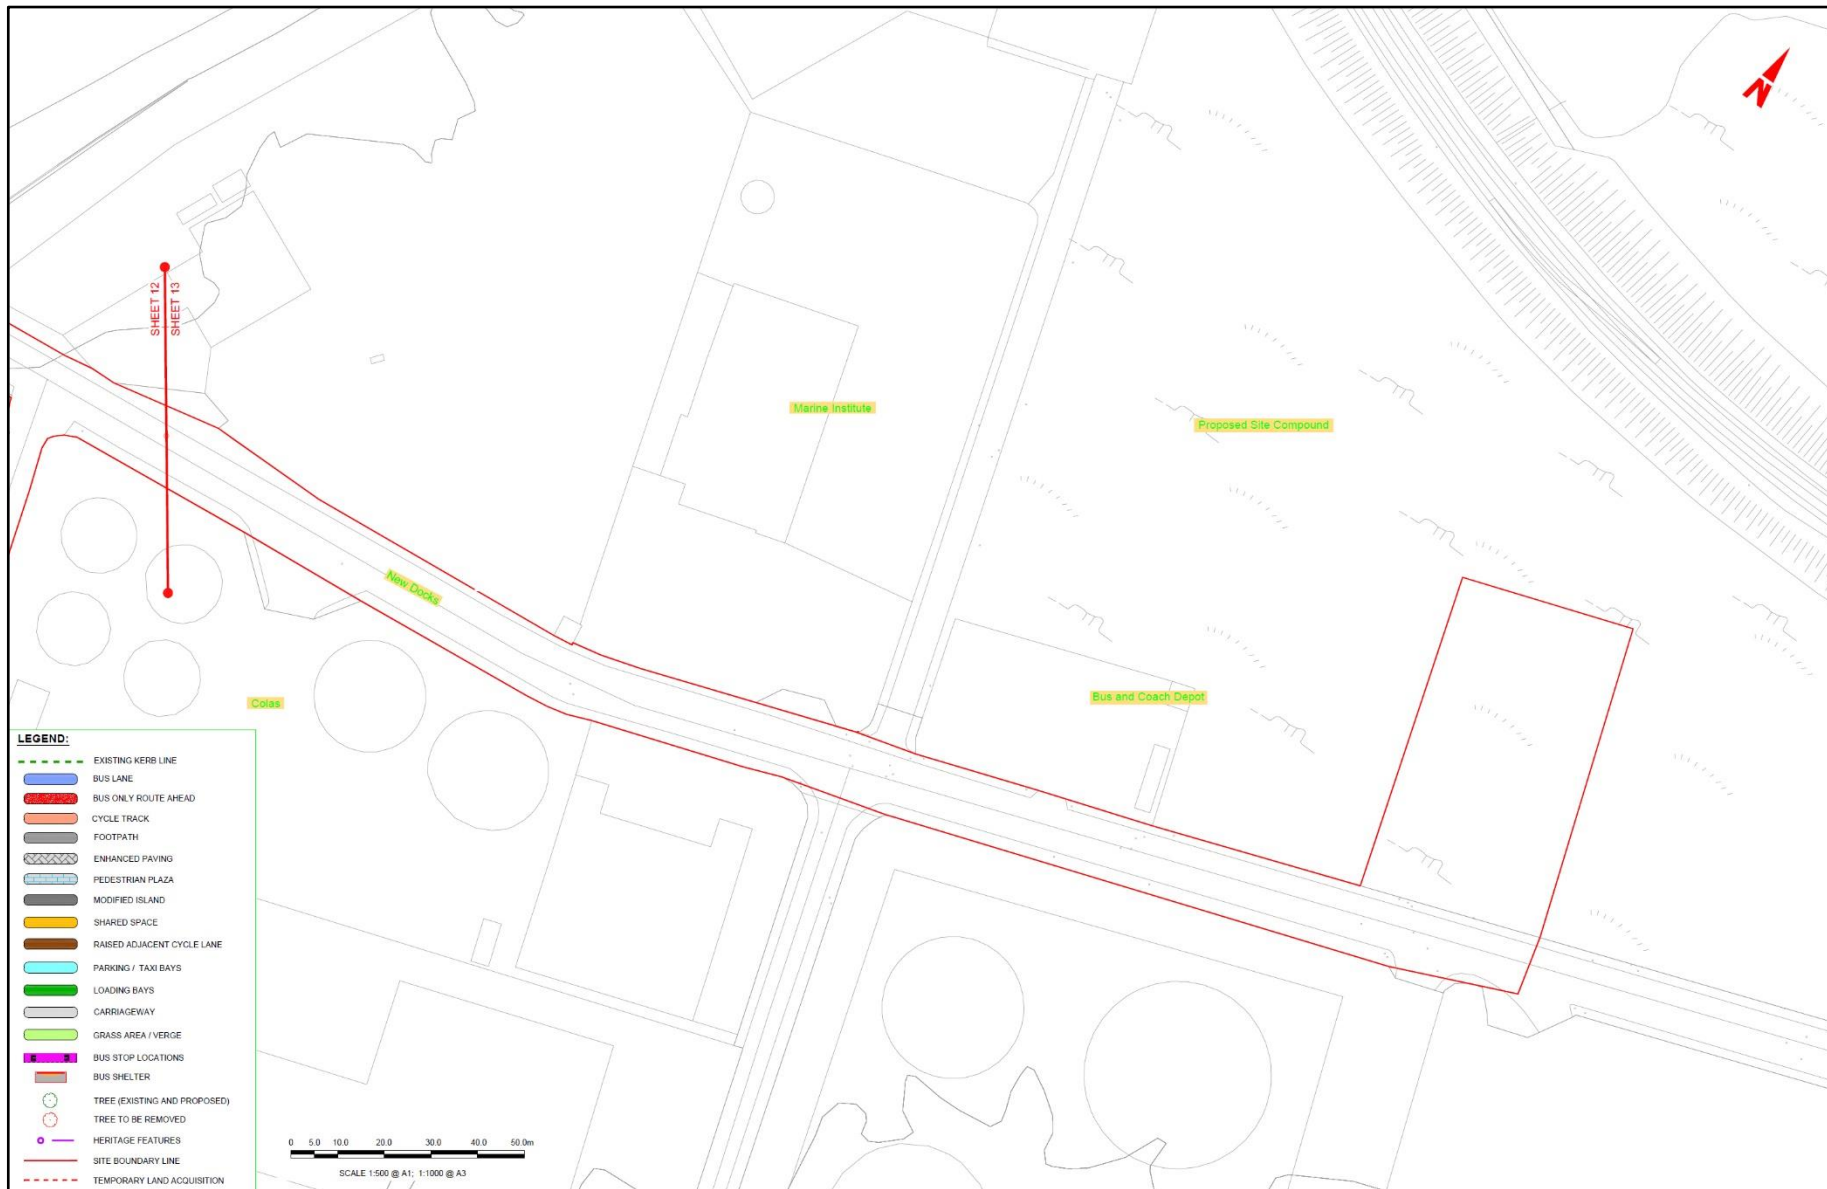 N
SHEET 12
SHEET 13
Marine Institute
Proposed Site Compound
New Docks
Bus and Coach Depot
Colas
LEGEND:
EXISTING KERB LINE
BUS LANE
BUS ONLY ROUTE AHEAD
CYCLE TRACK
FOOTPATH
ENHANCED PAVING
PEDESTRIAN PLAZA
MODIFIED ISLAND
SHARED SPACE
RAISED ADJACENT CYCLE LANE
PARKING / TAXI BAYS
LOADING BAYS
CARRIAGEWAY
GRASS AREA / VERGE
BUS STOP LOCATIONS
BUS SHELTER
TREE (EXISTING AND PROPOSED)
TREE TO BE REMOVED
HERITAGE FEATURES
SITE BOUNDARY LINE
TEMPORARY LAND ACQUISITION
0 5.0 10.0 20.0 30.0 40.0 50.0m
SCALE 1:500 @ A1; 1:1000 @ A3